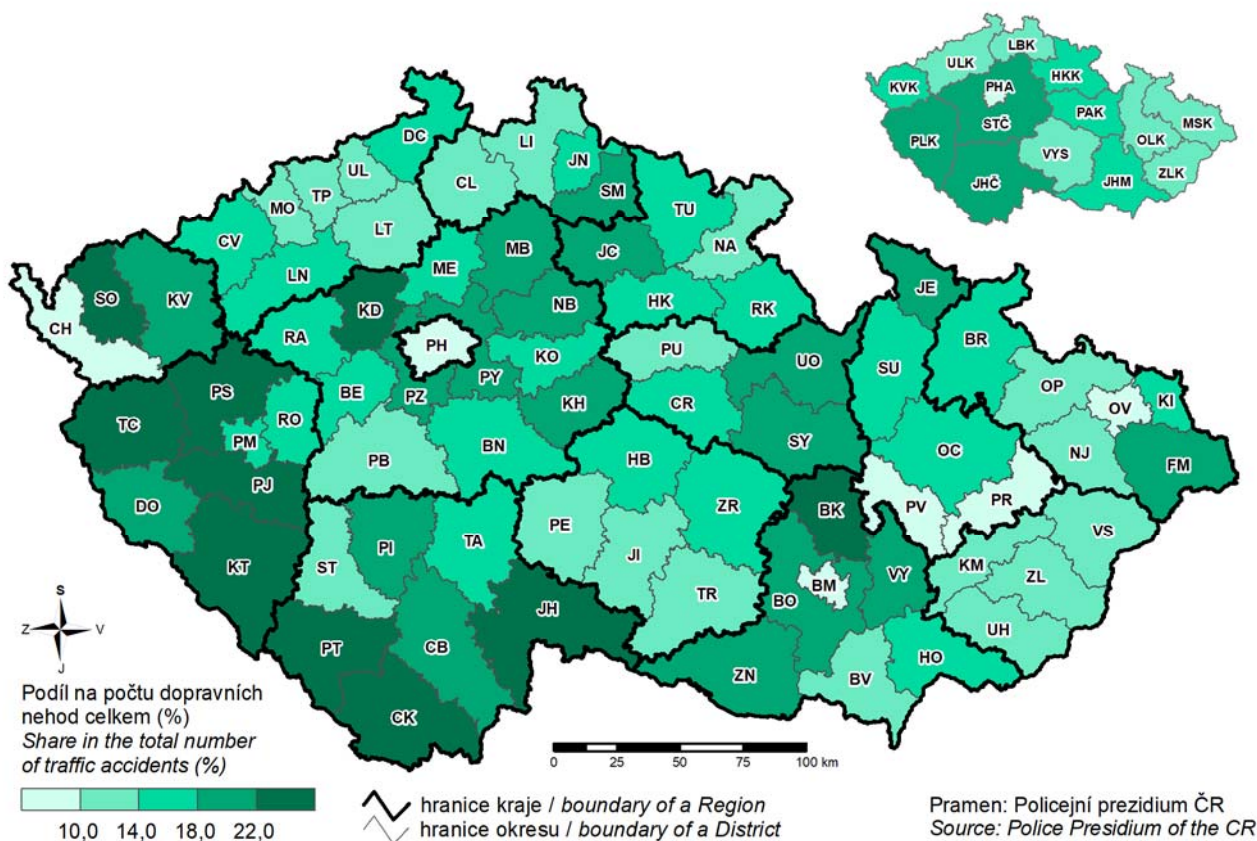 LBK
ULK
HKK
KVK
PHA
PAK
STČ
MSK
PLK
OLK
VYS
ZLK
JHČ
JHM
DC
LI
JN
UL
CL
TP
SM
MO
TU
LT
MB
JC
NA
CV
ME
LN
JE
SO
KV
KD
NB
HK
RK
BR
CH
RA
PH
KO
PU
UO
SU
OP
PS
BE
PZ
PY
KH
CR
OV
KI
TC
RO
PM
BN
SY
OC
NJ
FM
PB
HB
PJ
DO
PV
PR
BK
ZR
VS
PE
KT
ST
PI
TA
JI
KM
ZL
BM
VY
BO
TR
JH
UH
PT
CB
HO
ZN
BV
CK
S
Z V
J
Podíl na počtu dopravních
nehod celkem (%)
Share in the total number
of traffic accidents (%)
10,0 14,0 18,0 22,0
0 25 50 75 100 km
hranice kraje / boundary of a Region
hranice okresu / boundary of a District
Pramen: Policejní prezidium ČR
Source: Police Presidium of the CR